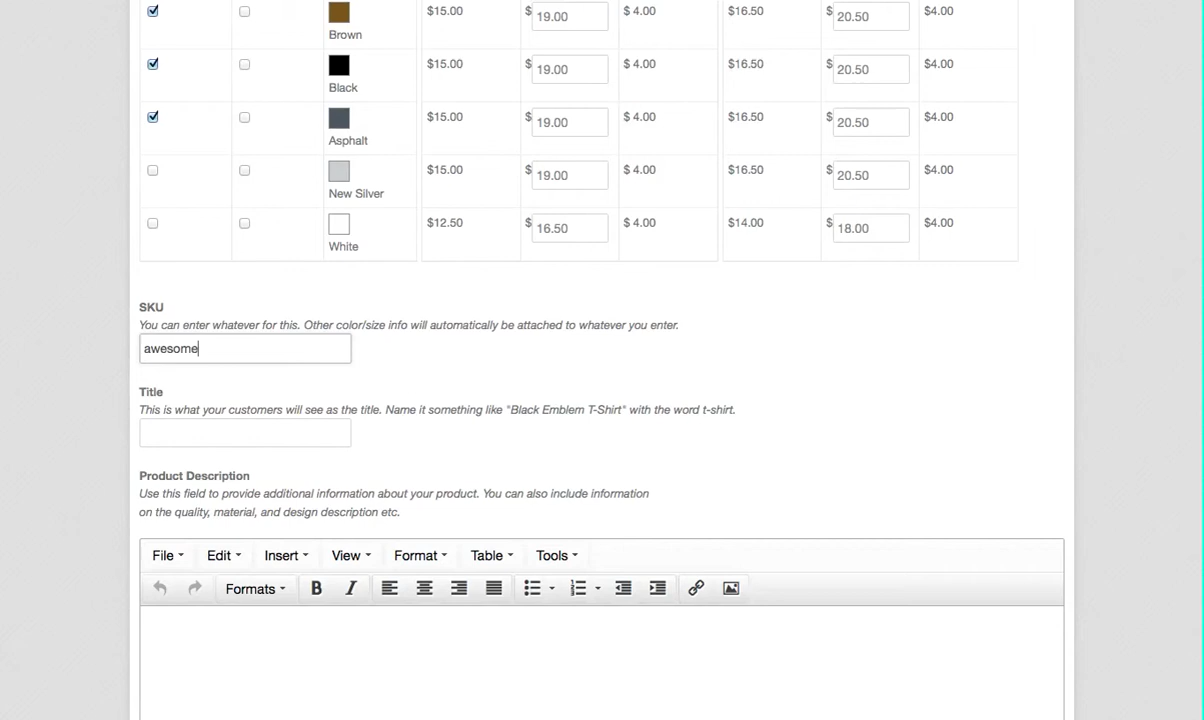 $15.00 $ 19.00 $ 4.00 $16.50 $ 20.50 $4.00
Brown
$15.00 $ 19.00 $ 4.00 $16.50 $ 20.50 $4.00
Black
$15.00 $ 19.00 $ 4.00 $16.50 $ 20.50 $4.00
Asphalt
$15.00 $ 19.00 $ 4.00 $16.50 $ 20.50 $4.00
New Silver
$12.50 $ 16.50 $ 4.00 $14.00 $ 18.00 $4.00
White
SKU
You can enter whatever for this. Other color/size info will automatically be attached to whatever you enter.
awesome
Title
This is what your customers will see as the title. Name it something like "Black Emblem T-Shirt" with the word t-shirt.
Product Description
Use this field to provide additional information about your product. You can also include information
on the quality, material, and design description etc.
File Edit Insert View Format Table Tools
Formats B I